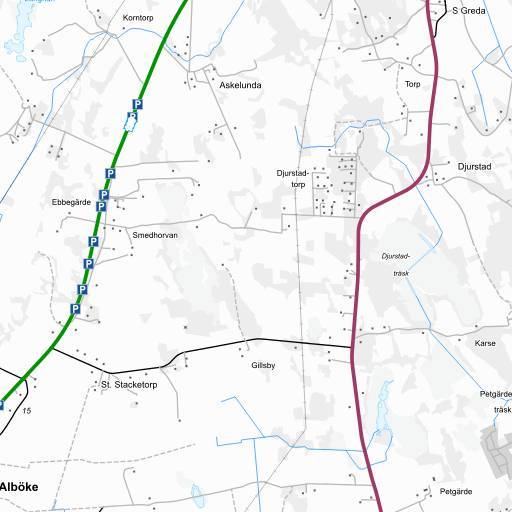 Korntorp
S Greda
Askelunda
Torp
P
P
Djurstad
P
Djurstad-
torp
P
P
Ebbegärde
Smedhorvan
P
Djurstad-
träsk
P
P
P
Karse
Gillsby
St. Stacketorp
Petgärde
träsk
P
15
Alböke
Petgärde